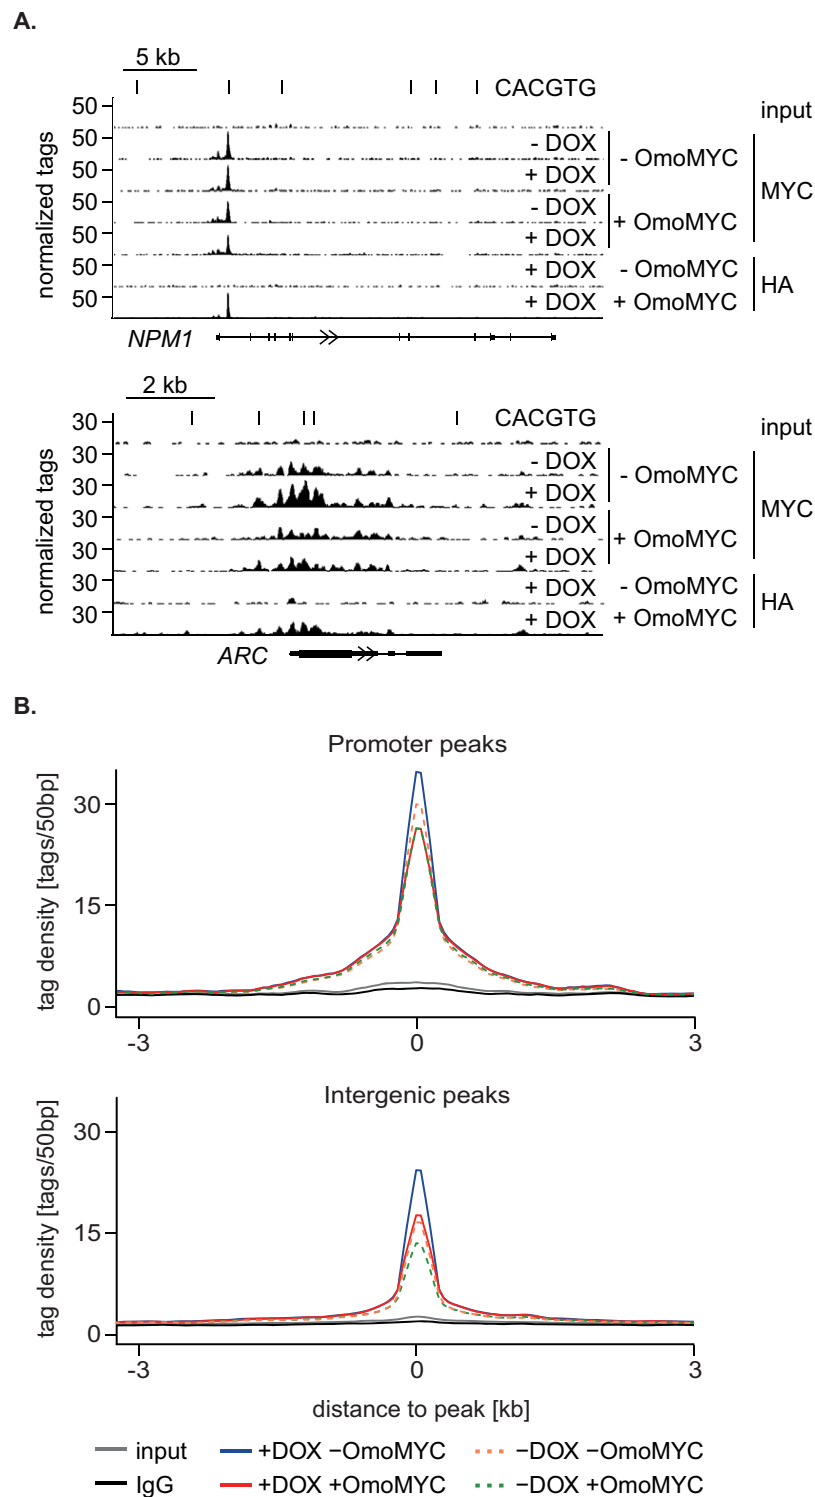 A.
5 kb
CACGTG
50
50
50
50
50
50
50
normalized tags
input
- DOX
+ DOX
- DOX
+ DOX
+ DOX
+ DOX
- OmoMYC
+ OmoMYC
- OmoMYC
+ OmoMYC
MYC
HA
NPM1
2 kb
CACGTG
30
30
30
30
30
30
30
normalized tags
input
- DOX
+ DOX
- DOX
+ DOX
+ DOX
+ DOX
- OmoMYC
+ OmoMYC
- OmoMYC
+ OmoMYC
MYC
HA
ARC
B.
Promoter peaks
tag density [tags/50bp]
30
15
0
-3 0 3
Intergenic peaks
tag density [tags/50bp]
30
15
0
-3 0 3
distance to peak [kb]
input +DOX −OmoMYC −DOX −OmoMYC
IgG +DOX +OmoMYC −DOX +OmoMYC